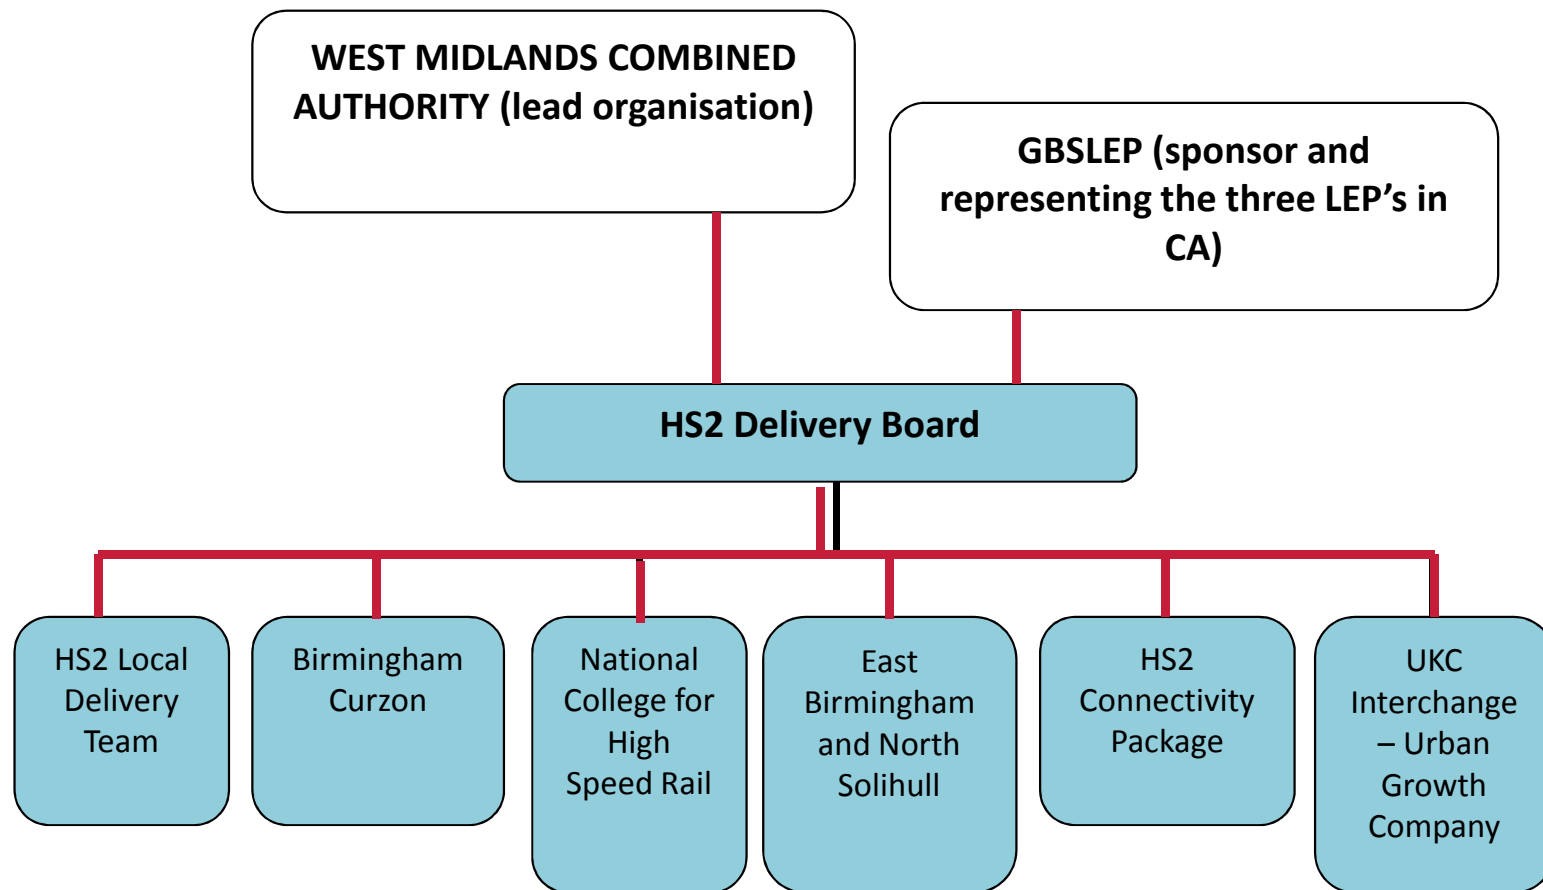 WEST MIDLANDS COMBINED
AUTHORITY (lead organisation)
GBSLEP (sponsor and
representing the three LEP’s in
CA)
HS2 Delivery Board
HS2 Local
Delivery
Team
Birmingham
Curzon
National
College for
High
Speed Rail
East
Birmingham
and North
Solihull
HS2
Connectivity
Package
UKC
Interchange
– Urban
Growth
Company